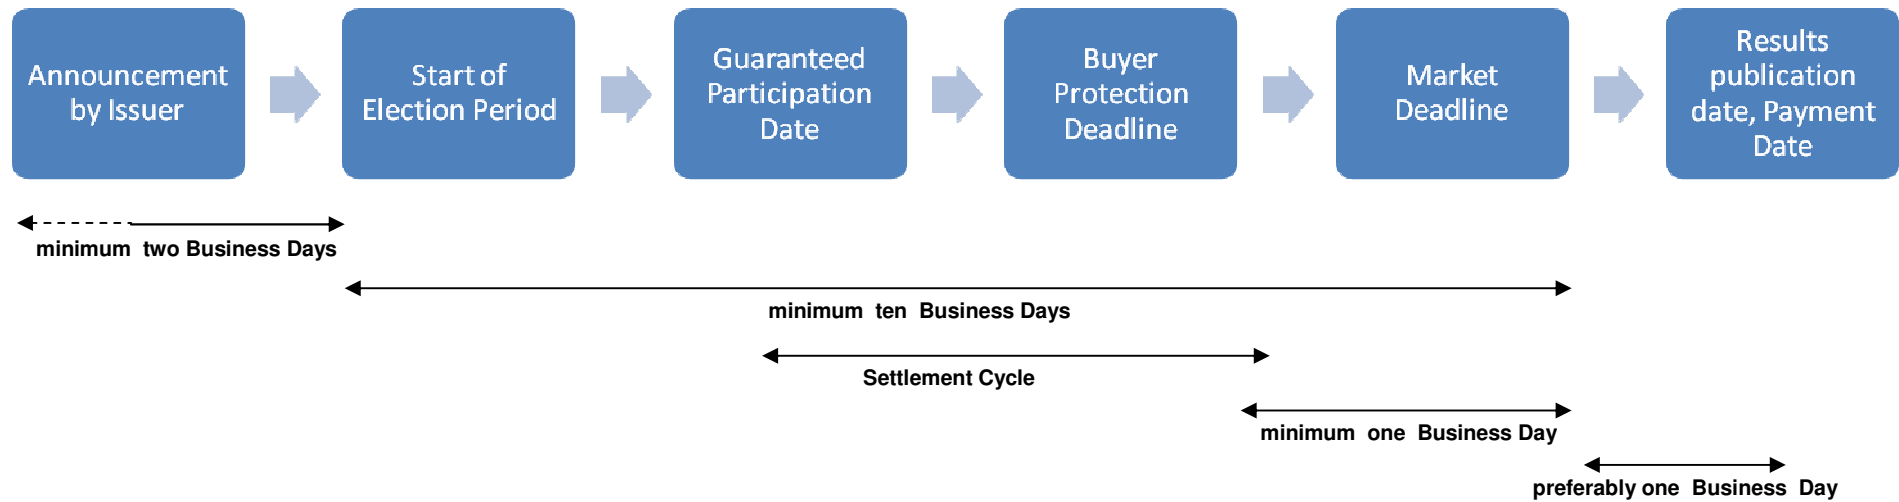 Announcement
by Issuer
Start of
Election Period
Guaranteed
Participation
Date
Buyer
Protection
Deadline
Market
Deadline
Results
publication
date, Payment
Date
minimum two Business Days
minimum ten Business Days
Settlement Cycle
minimum one Business Day
preferably one Business Day